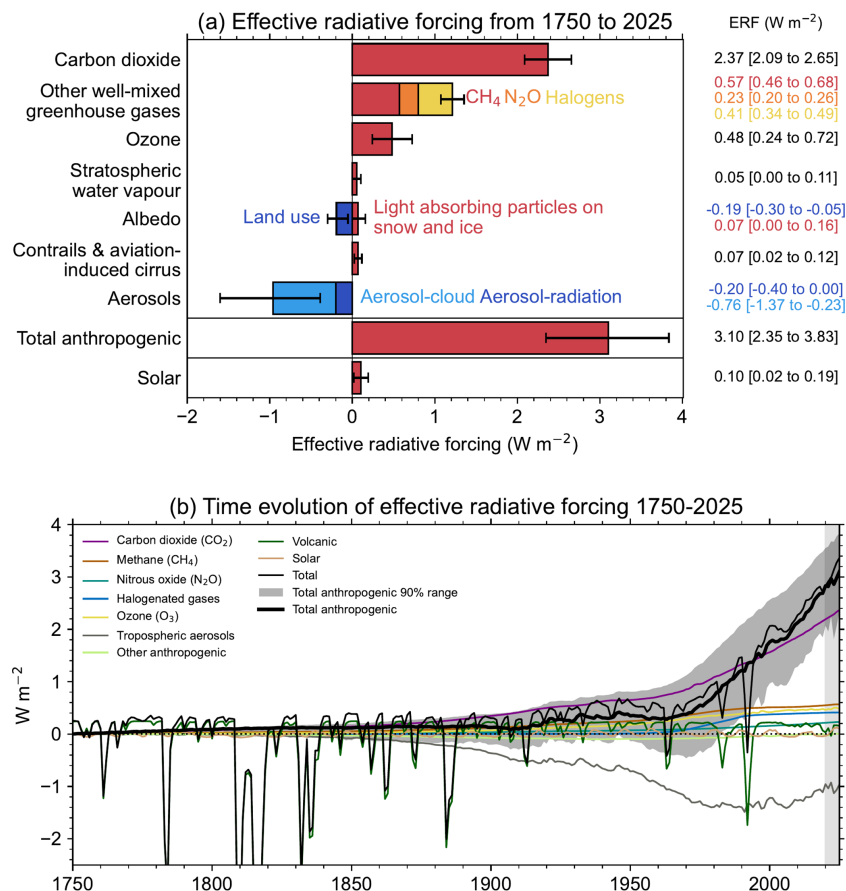 (a) Effective radiative forcing from 1750 to 2025
ERF (W m⁻²)
Carbon dioxide
2.37 [2.09 to 2.65]
Other well-mixed
greenhouse gases
CH₄ N₂O Halogens
0.57 [0.46 to 0.68]
0.23 [0.20 to 0.26]
0.41 [0.34 to 0.49]
Ozone
0.48 [0.24 to 0.72]
Stratospheric
water vapour
0.05 [0.00 to 0.11]
Albedo
Land use
Light absorbing particles on
snow and ice
-0.19 [-0.30 to -0.05]
0.07 [0.00 to 0.16]
Contrails & aviation-
induced cirrus
0.07 [0.02 to 0.12]
Aerosols
Aerosol-cloud Aerosol-radiation
-0.20 [-0.40 to 0.00]
-0.76 [-1.37 to -0.23]
Total anthropogenic
3.10 [2.35 to 3.83]
Solar
0.10 [0.02 to 0.19]
−2 −1 0 1 2 3 4
Effective radiative forcing (W m⁻²)
(b) Time evolution of effective radiative forcing 1750-2025
W m⁻²
4
3
2
1
0
−1
−2
Carbon dioxide (CO₂)
Methane (CH₄)
Nitrous oxide (N₂O)
Halogenated gases
Ozone (O₃)
Tropospheric aerosols
Other anthropogenic
Volcanic
Solar
Total
Total anthropogenic 90% range
Total anthropogenic
1750 1800 1850 1900 1950 2000